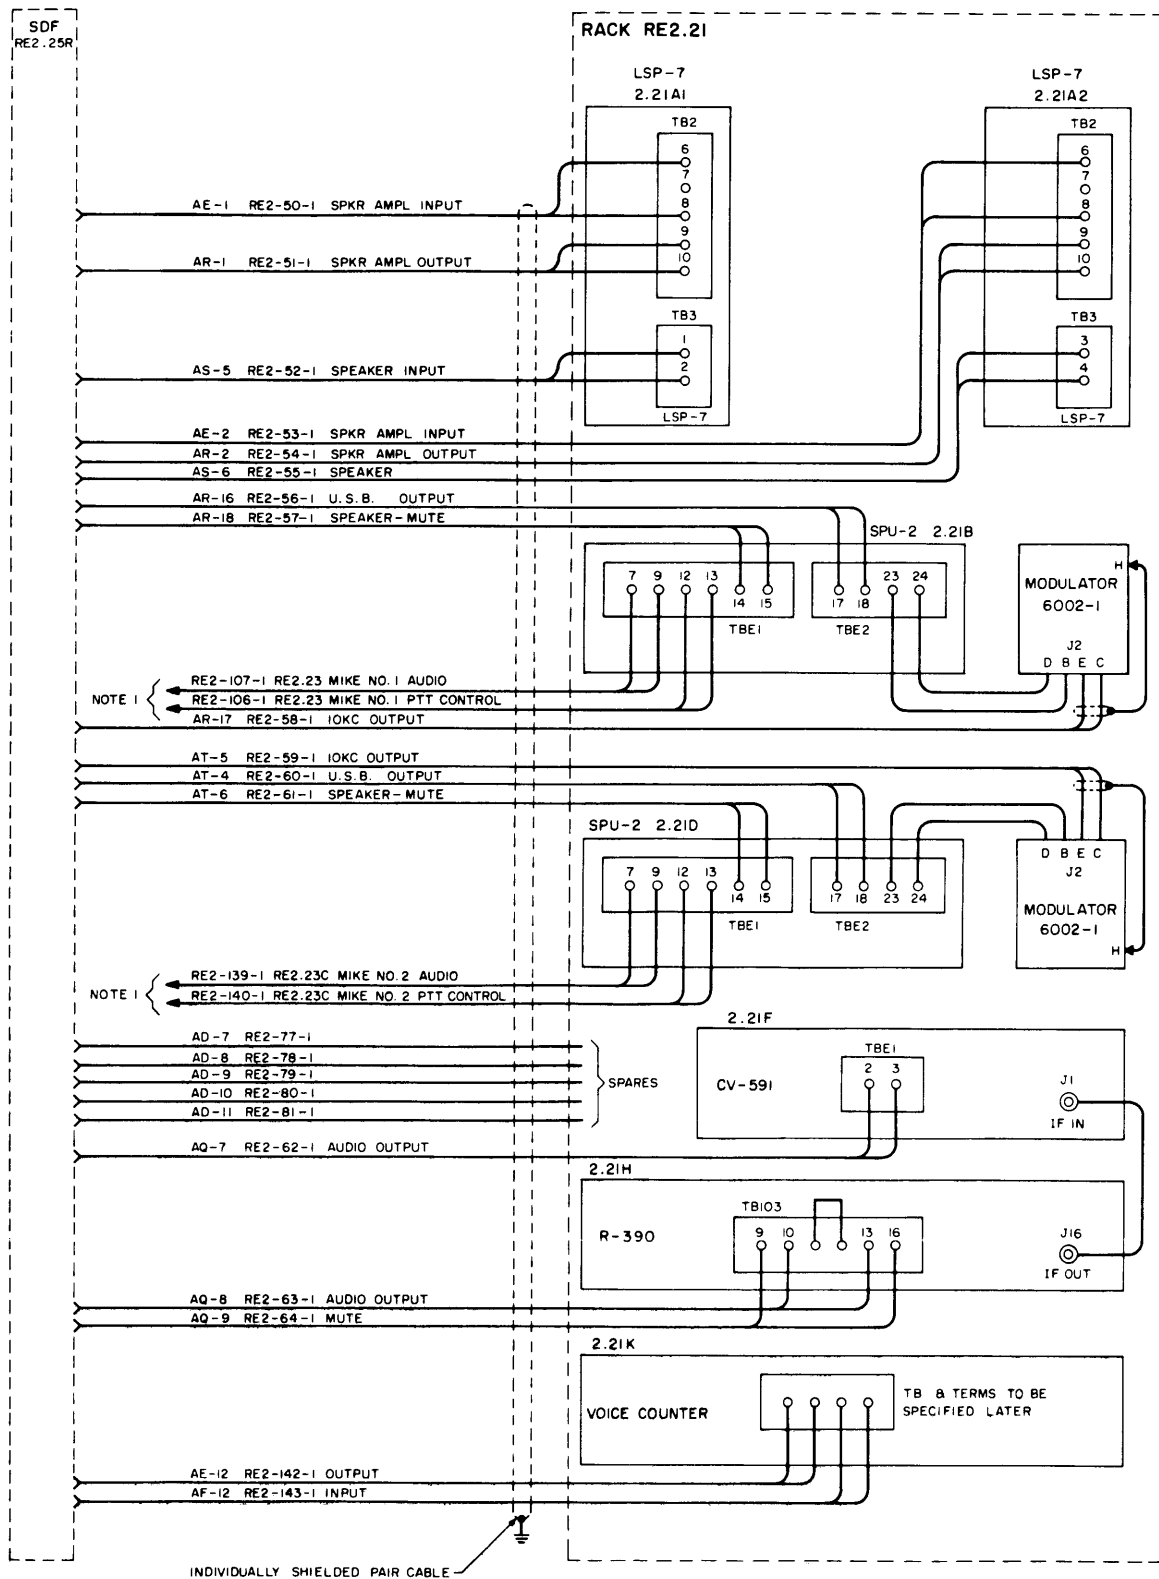 SDF
RE2.25R
RACK RE2.21
LSP-7
2.21A1
TB2
6
7
8
9
10
TB3
1
2
LSP-7
LSP-7
2.21A2
TB2
6
7
8
9
10
TB3
3
4
LSP-7
AE-1 RE2-50-1 SPKR AMPL INPUT
AR-1 RE2-51-1 SPKR AMPL OUTPUT
AS-5 RE2-52-1 SPEAKER INPUT
AE-2 RE2-53-1 SPKR AMPL INPUT
AR-2 RE2-54-1 SPKR AMPL OUTPUT
AS-6 RE2-55-1 SPEAKER
AR-16 RE2-56-1 U.S.B. OUTPUT
AR-18 RE2-57-1 SPEAKER-MUTE
SPU-2 2.21B
7 9 12 13
14 15
TBE1
23 24
17 18
TBE2
H
MODULATOR
6002-1
J2
D B E C
NOTE 1
RE2-107-1 RE2.23 MIKE NO.1 AUDIO
RE2-106-1 RE2.23 MIKE NO.1 PTT CONTROL
AR-17 RE2-58-1 10KC OUTPUT
AT-5 RE2-59-1 10KC OUTPUT
AT-4 RE2-60-1 U.S.B. OUTPUT
AT-6 RE2-61-1 SPEAKER-MUTE
SPU-2 2.21D
7 9 12 13
14 15
TBE1
17 18 23 24
TBE2
D B E C
J2
MODULATOR
6002-1
H
NOTE 1
RE2-139-1 RE2.23C MIKE NO.2 AUDIO
RE2-140-1 RE2.23C MIKE NO.2 PTT CONTROL
AD-7 RE2-77-1
AD-8 RE2-78-1
AD-9 RE2-79-1
AD-10 RE2-80-1
AD-11 RE2-81-1
SPARES
2.21F
TBE1
2 3
CV-591
J1
IF IN
AQ-7 RE2-62-1 AUDIO OUTPUT
2.21H
TB103
9 10 13 16
R-390
J16
IF OUT
AQ-8 RE2-63-1 AUDIO OUTPUT
AQ-9 RE2-64-1 MUTE
2.21K
VOICE COUNTER
TB & TERMS TO BE
SPECIFIED LATER
AE-12 RE2-142-1 OUTPUT
AF-12 RE2-143-1 INPUT
INDIVIDUALLY SHIELDED PAIR CABLE